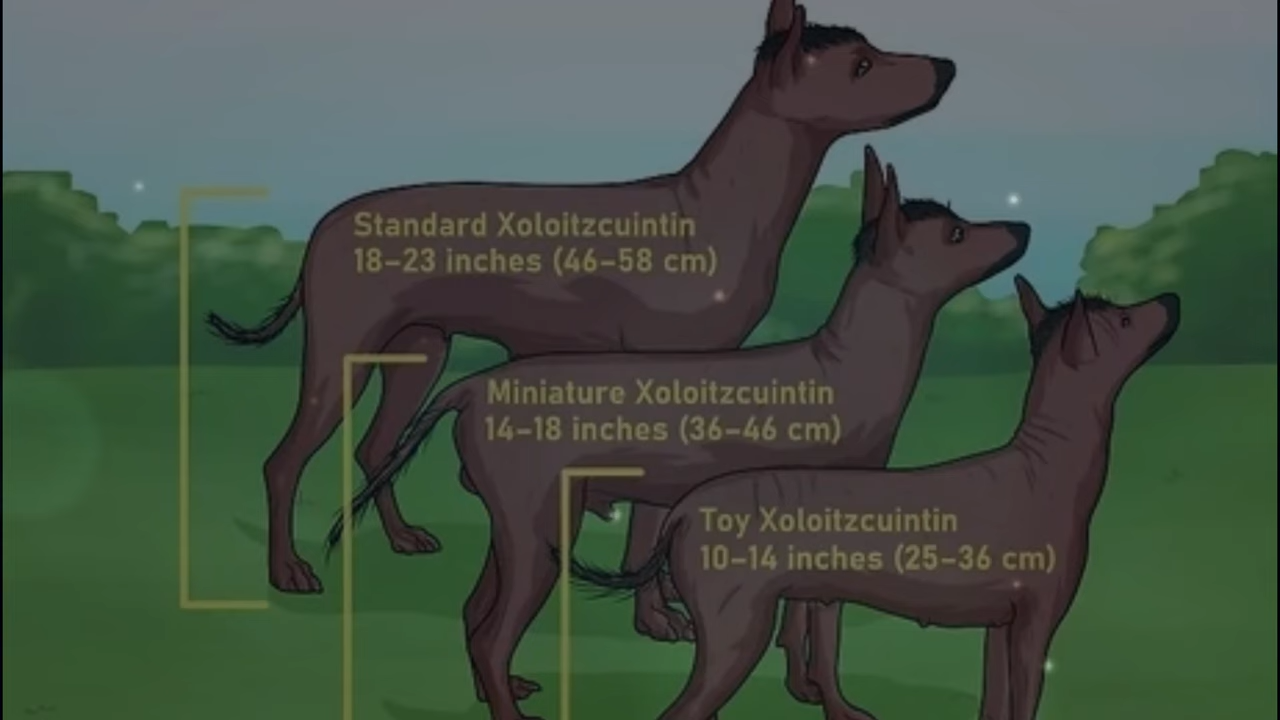 Standard Xoloitzcuintin
18–23 inches (46–58 cm)
Miniature Xoloitzcuintin
14–18 inches (36–46 cm)
Toy Xoloitzcuintin
10–14 inches (25–36 cm)